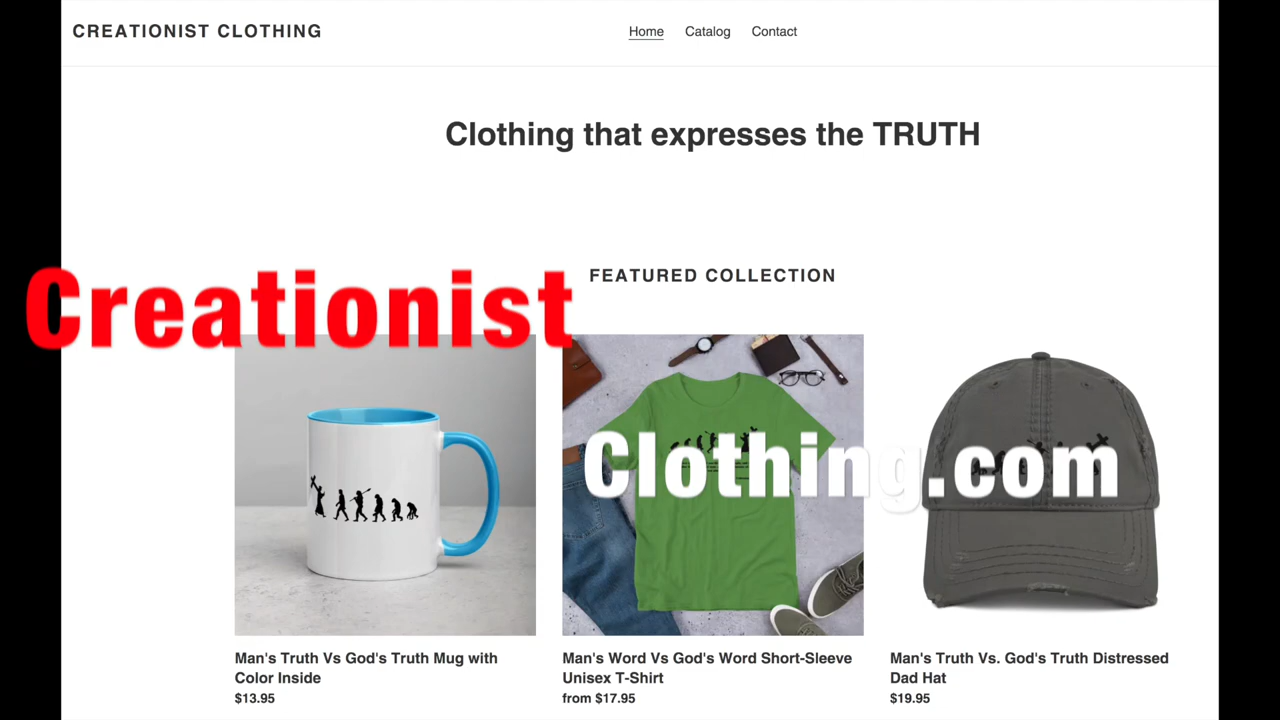 CREATIONIST CLOTHING
Home Catalog Contact
Clothing that expresses the TRUTH
FEATURED COLLECTION
Creationist
Clothing.com
Man's Truth Vs God's Truth Mug with
Color Inside
$13.95
Man's Word Vs God's Word Short-Sleeve
Unisex T-Shirt
from $17.95
Man's Truth Vs. God's Truth Distressed
Dad Hat
$19.95